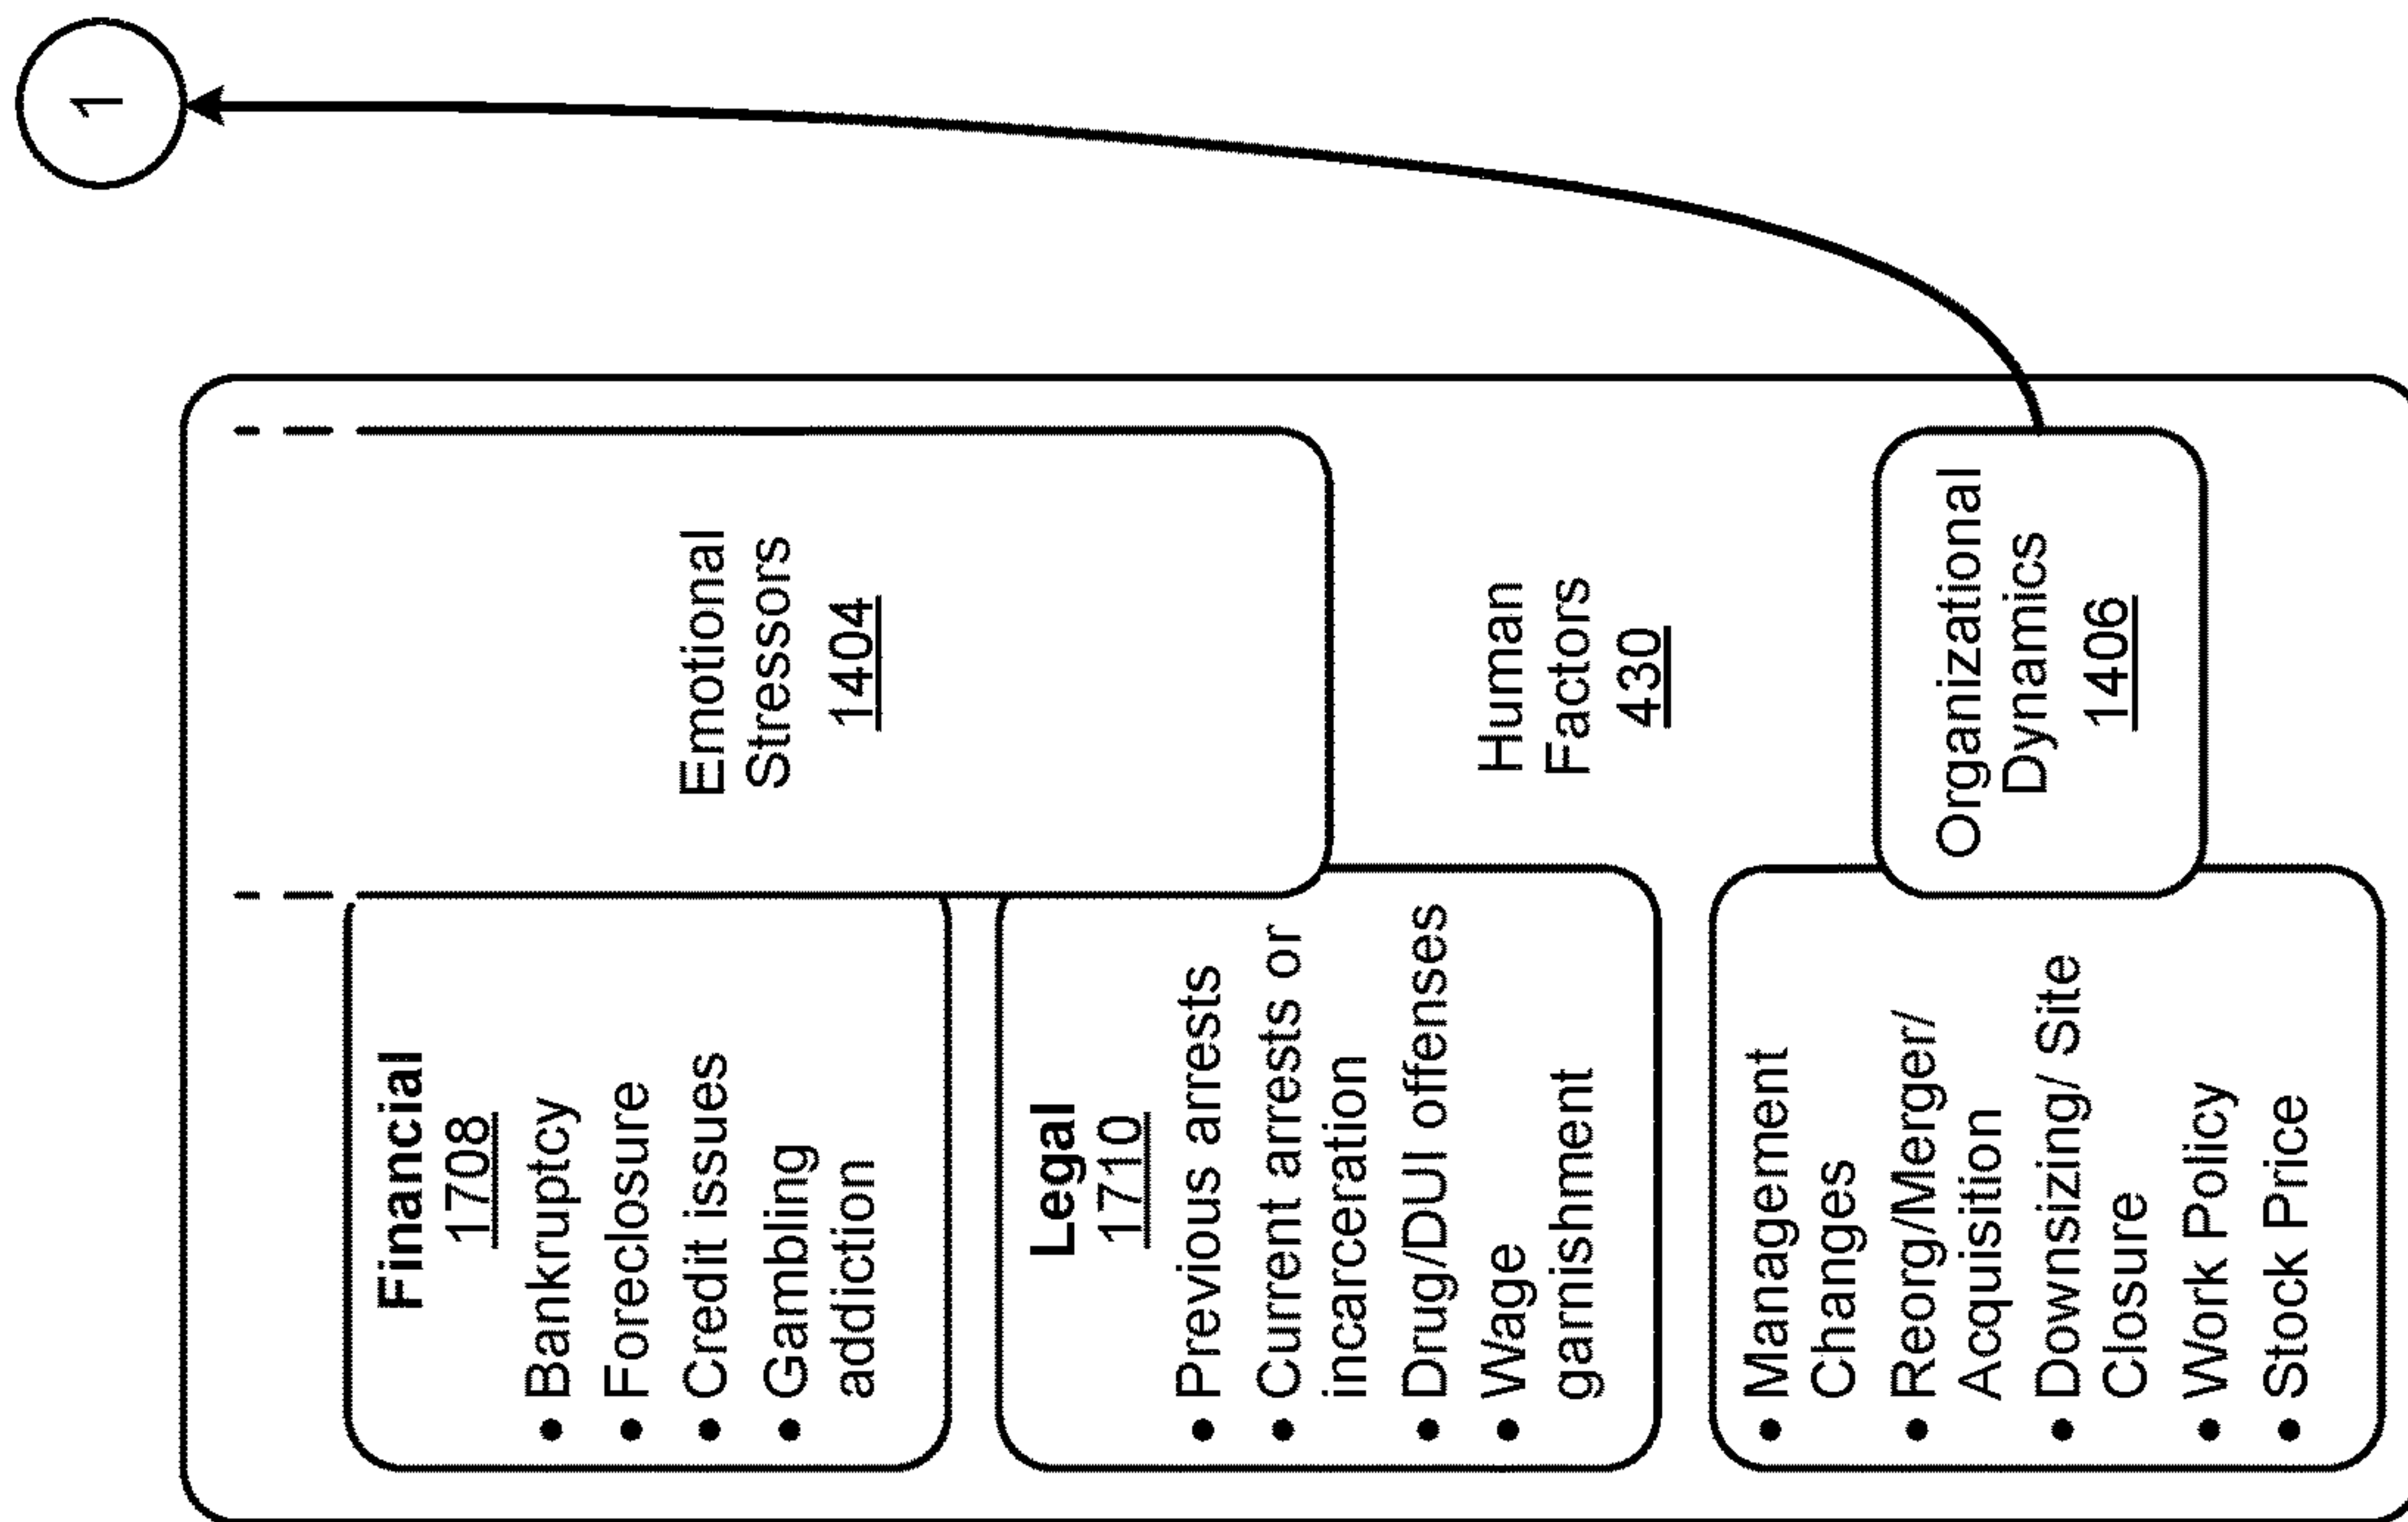 1
Emotional
Stressors
1404
Human
Factors
430
Organizational
Dynamics
1406
Financial
1708
• Bankruptcy
• Foreclosure
• Credit issues
• Gambling
addiction
Legal
1710
• Previous arrests
• Current arrests or
incarceration
• Drug/DUI offenses
• Wage
garnishment
• Management
Changes
• Reorg/Merger/
Acquisition
• Downsizing/ Site
Closure
• Work Policy
• Stock Price